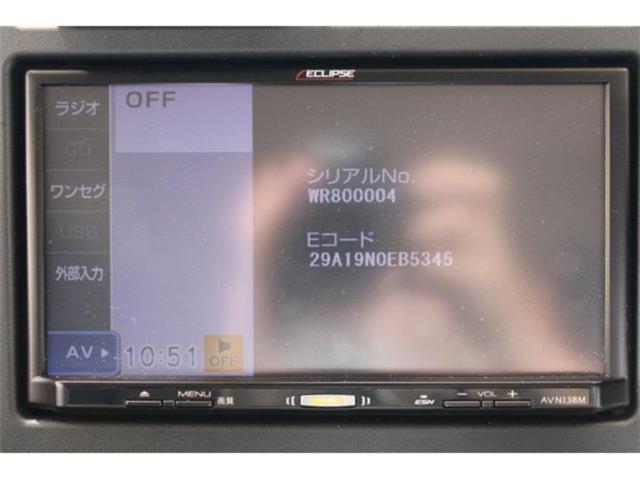 ECLIPSE
ラジオ
CD
ワンセグ
USB
外部入力
AV
OFF
10:51
OFF
シリアルNo.
WR800004
Eコード
29A19N0EB5345
MENU
画質
ESN
− VOL +
AVN138M